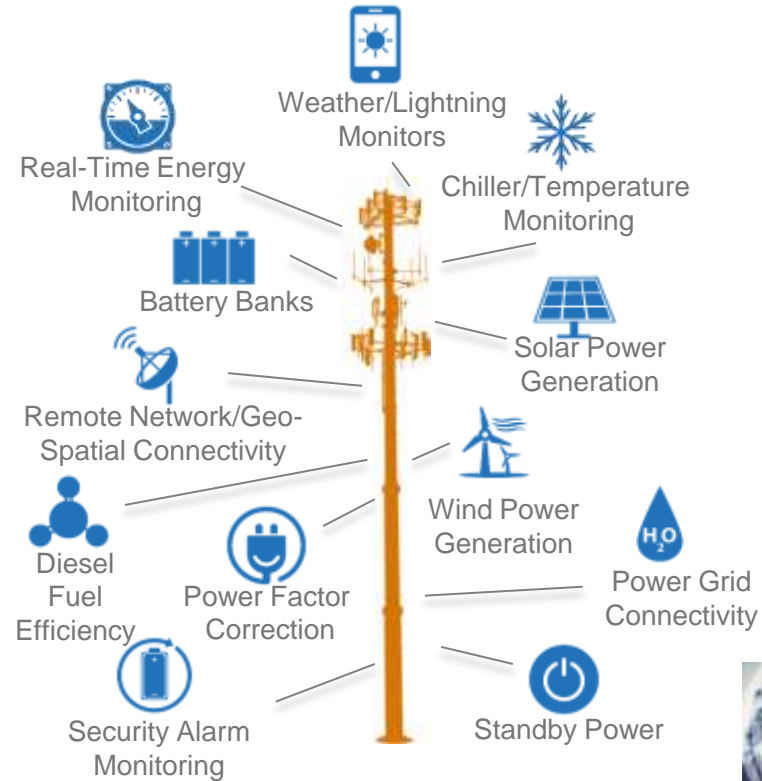 Weather/Lightning
Monitors
Real-Time Energy
Monitoring
Chiller/Temperature
Monitoring
Battery Banks
Solar Power
Generation
Remote Network/Geo-
Spatial Connectivity
Wind Power
Generation
Diesel
Fuel
Efficiency
Power Factor
Correction
H2O
Power Grid
Connectivity
Security Alarm
Monitoring
Standby Power